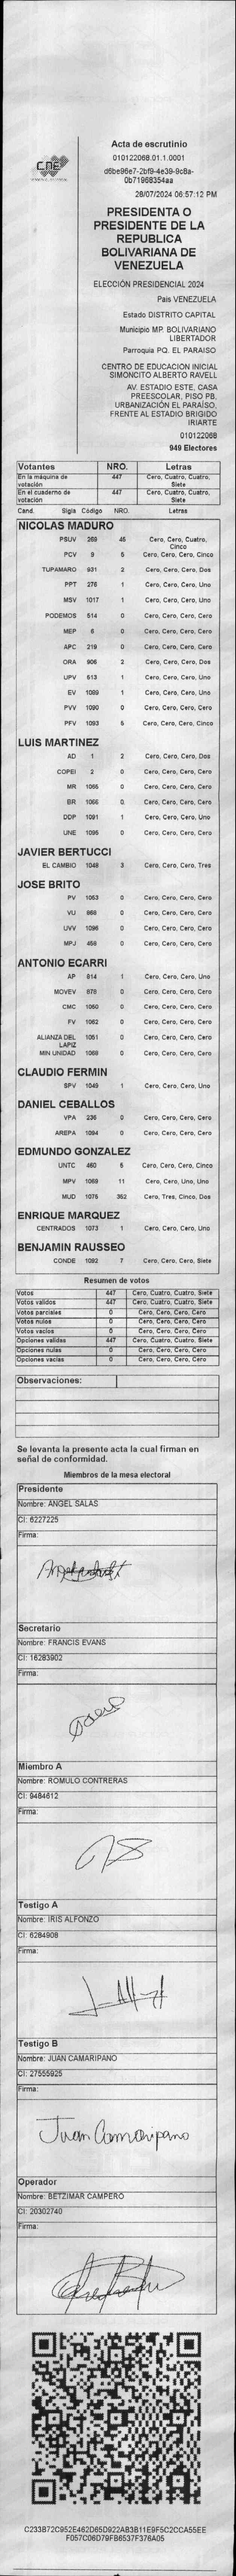 CNE
Acta de escrutinio
010122068.01.1.0001
d6be96e7-2bf9-4e39-9c8a-
0b71968354aa
28/07/2024 06:57:12 PM
PRESIDENTA O
PRESIDENTE DE LA
REPUBLICA
BOLIVARIANA DE
VENEZUELA
ELECCIÓN PRESIDENCIAL 2024
Pais VENEZUELA
Estado DISTRITO CAPITAL
Municipio MP. BOLIVARIANO
LIBERTADOR
Parroquia PQ. EL PARAISO
CENTRO DE EDUCACION INICIAL
SIMONCITO ALBERTO RAVELL
AV. ESTADIO ESTE, CASA
PREESCOLAR, PISO PB,
URBANIZACIÓN EL PARAÍSO,
FRENTE AL ESTADIO BRIGIDO
IRIARTE
010122068
949 Electores
Votantes NRO. Letras
En la máquina de votación 447 Cero, Cuatro, Cuatro, Siete
En el cuaderno de votación 447 Cero, Cuatro, Cuatro, Siete
Cand. Sigla Código NRO. Letras
NICOLAS MADURO
PSUV 259 45 Cero, Cero, Cuatro, Cinco
PCV 9 5 Cero, Cero, Cero, Cinco
TUPAMARO 931 2 Cero, Cero, Cero, Dos
PPT 276 1 Cero, Cero, Cero, Uno
MSV 1017 1 Cero, Cero, Cero, Uno
PODEMOS 514 0 Cero, Cero, Cero, Cero
MEP 6 0 Cero, Cero, Cero, Cero
APC 219 0 Cero, Cero, Cero, Cero
ORA 906 2 Cero, Cero, Cero, Dos
UPV 513 1 Cero, Cero, Cero, Uno
EV 1089 1 Cero, Cero, Cero, Uno
PVV 1090 0 Cero, Cero, Cero, Cero
PFV 1093 5 Cero, Cero, Cero, Cinco
LUIS MARTINEZ
AD 1 2 Cero, Cero, Cero, Dos
COPEI 2 0 Cero, Cero, Cero, Cero
MR 1065 0 Cero, Cero, Cero, Cero
BR 1066 0 Cero, Cero, Cero, Cero
DDP 1091 1 Cero, Cero, Cero, Uno
UNE 1095 0 Cero, Cero, Cero, Cero
JAVIER BERTUCCI
EL CAMBIO 1048 3 Cero, Cero, Cero, Tres
JOSE BRITO
PV 1053 0 Cero, Cero, Cero, Cero
VU 868 0 Cero, Cero, Cero, Cero
UVV 1096 0 Cero, Cero, Cero, Cero
MPJ 458 0 Cero, Cero, Cero, Cero
ANTONIO ECARRI
AP 814 1 Cero, Cero, Cero, Uno
MOVEV 878 0 Cero, Cero, Cero, Cero
CMC 1050 0 Cero, Cero, Cero, Cero
FV 1062 0 Cero, Cero, Cero, Cero
ALIANZA DEL LAPIZ 1051 0 Cero, Cero, Cero, Cero
MIN UNIDAD 1069 0 Cero, Cero, Cero, Cero
CLAUDIO FERMIN
SPV 1049 1 Cero, Cero, Cero, Uno
DANIEL CEBALLOS
VPA 236 0 Cero, Cero, Cero, Cero
AREPA 1094 0 Cero, Cero, Cero, Cero
EDMUNDO GONZALEZ
UNTC 460 5 Cero, Cero, Cero, Cinco
MPV 1069 11 Cero, Cero, Uno, Uno
MUD 1075 352 Cero, Tres, Cinco, Dos
ENRIQUE MARQUEZ
CENTRADOS 1073 1 Cero, Cero, Cero, Uno
BENJAMIN RAUSSEO
CONDE 1082 7 Cero, Cero, Cero, Siete
Resumen de votos
Votos 447 Cero, Cuatro, Cuatro, Siete
Votos validos 447 Cero, Cuatro, Cuatro, Siete
Votos parciales 0 Cero, Cero, Cero, Cero
Votos nulos 0 Cero, Cero, Cero, Cero
Votos vacios 0 Cero, Cero, Cero, Cero
Opciones validas 447 Cero, Cuatro, Cuatro, Siete
Opciones nulas 0 Cero, Cero, Cero, Cero
Opciones vacias 0 Cero, Cero, Cero, Cero
Observaciones:
Se levanta la presente acta la cual firman en
señal de conformidad.
Miembros de la mesa electoral
Presidente
Nombre: ANGEL SALAS
CI: 6227225
Firma:
Secretario
Nombre: FRANCIS EVANS
CI: 16283902
Firma:
Miembro A
Nombre: ROMULO CONTRERAS
CI: 9484612
Firma:
Testigo A
Nombre: IRIS ALFONZO
CI: 6284908
Firma:
Testigo B
Nombre: JUAN CAMARIPANO
CI: 27555925
Firma:
Juan Camaripano
Operador
Nombre: BETZIMAR CAMPERO
CI: 20302740
Firma:
C233B72C952E462D65D922AB3B11E9F5C2CCA55EE
F057C06D79FB6537F376A05